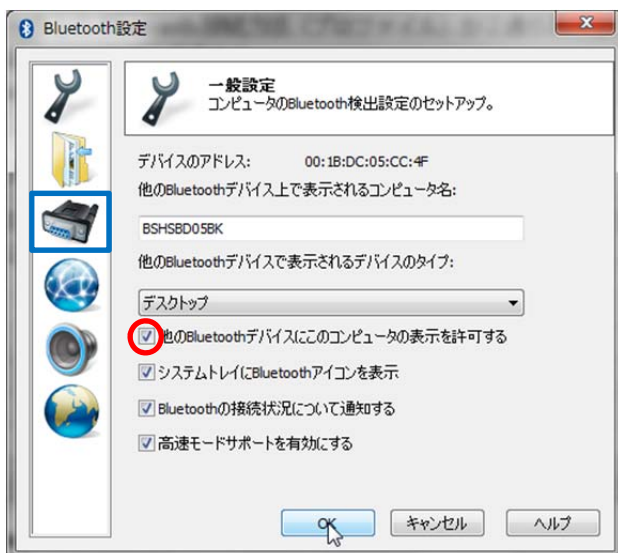 Bluetooth設定
一般設定
コンピュータのBluetooth検出設定のセットアップ。
デバイスのアドレス: 00:1B:DC:05:CC:4F
他のBluetoothデバイス上で表示されるコンピュータ名:
BSHSBD05BK
他のBluetoothデバイスで表示されるデバイスのタイプ:
デスクトップ
他のBluetoothデバイスにこのコンピュータの表示を許可する
システムトレイにBluetoothアイコンを表示
Bluetoothの接続状況について通知する
高速モードサポートを有効にする
OK キャンセル ヘルプ